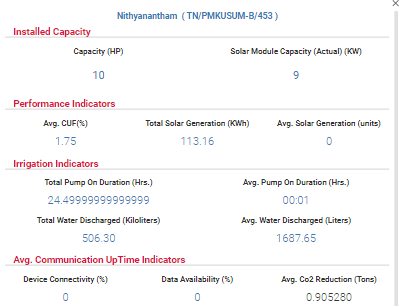 Nithyanantham ( TN/PMKUSUM-B/453 )
Installed Capacity
Capacity (HP) Solar Module Capacity (Actual) (KW)
10 9
Performance Indicators
Avg. CUF(%) Total Solar Generation (KWh) Avg. Solar Generation (units)
1.75 113.16 0
Irrigation Indicators
Total Pump On Duration (Hrs.) Avg. Pump On Duration (Hrs.)
24.49999999999999 00:01
Total Water Discharged (Kiloliters) Avg. Water Discharged (Liters)
506.30 1687.65
Avg. Communication UpTime Indicators
Device Connectivity (%) Data Availability (%) Avg. Co2 Reduction (Tons)
0 0 0.905280